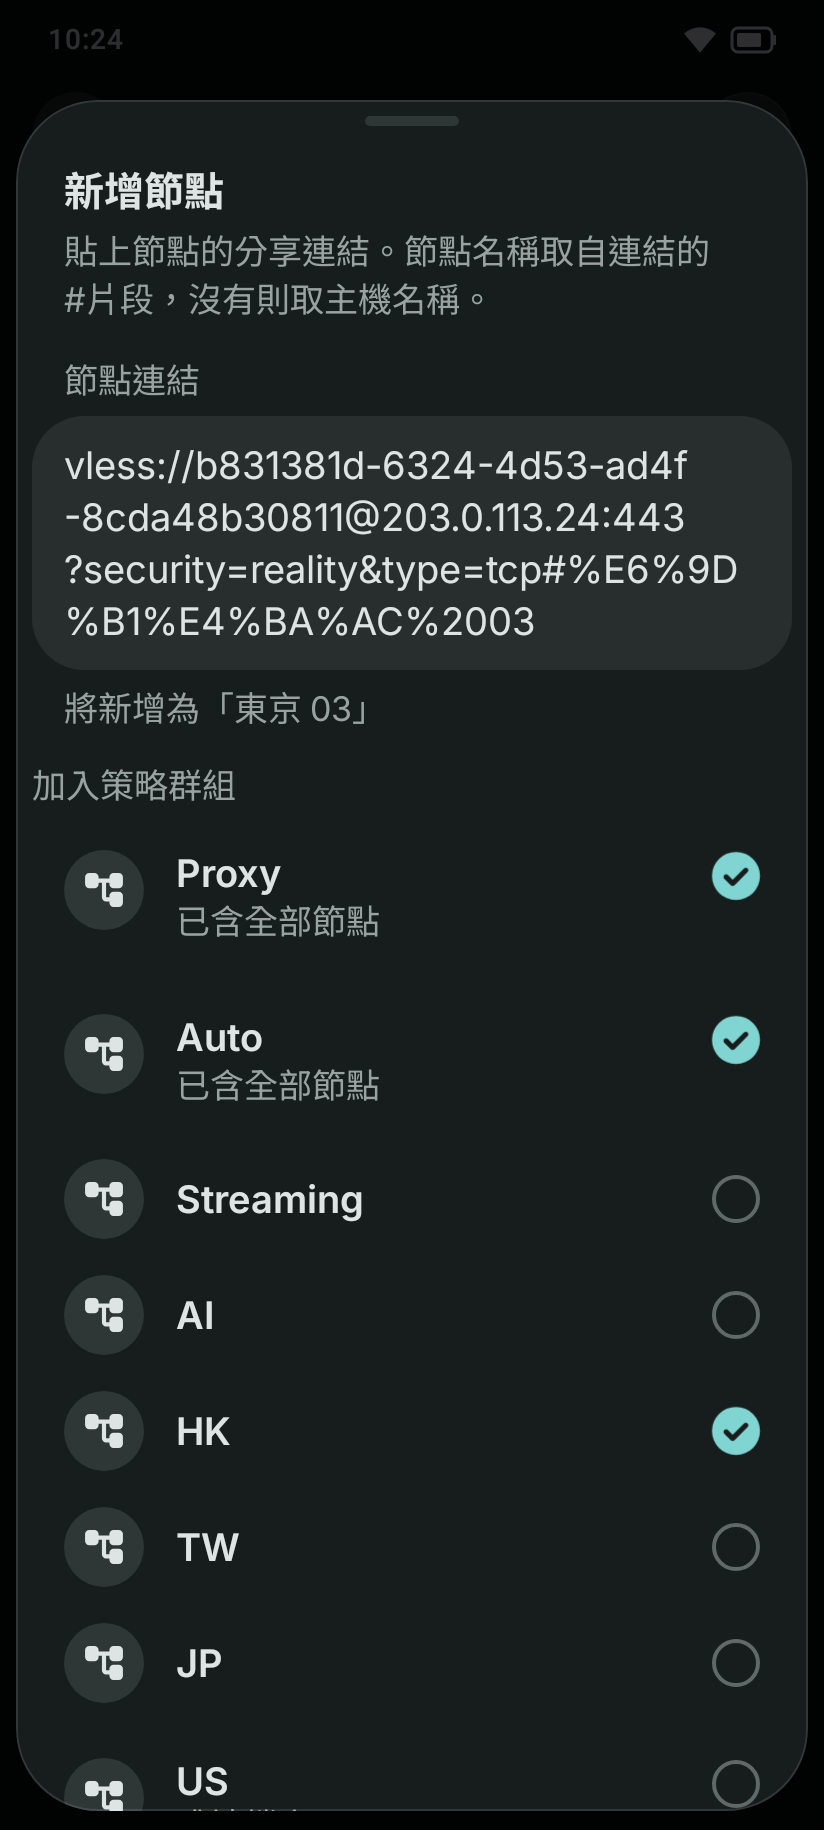 10:24
新增節點
貼上節點的分享連結。節點名稱取自連結的
#片段，沒有則取主機名稱。
節點連結
vless://b831381d-6324-4d53-ad4f
-8cda48b30811@203.0.113.24:443
?security=reality&type=tcp#%E6%9D
%B1%E4%BA%AC%2003
將新增為「東京 03」
加入策略群組
Proxy
已含全部節點
Auto
已含全部節點
Streaming
AI
HK
TW
JP
US